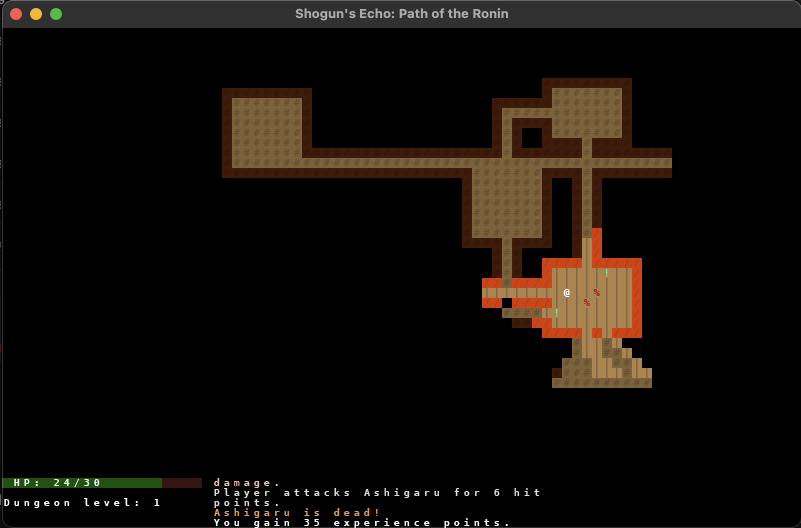 Shogun's Echo: Path of the Ronin
!
@ %
%
!
HP: 24/30
Dungeon level: 1
damage.
Player attacks Ashigaru for 6 hit
points.
Ashigaru is dead!
You gain 35 experience points.